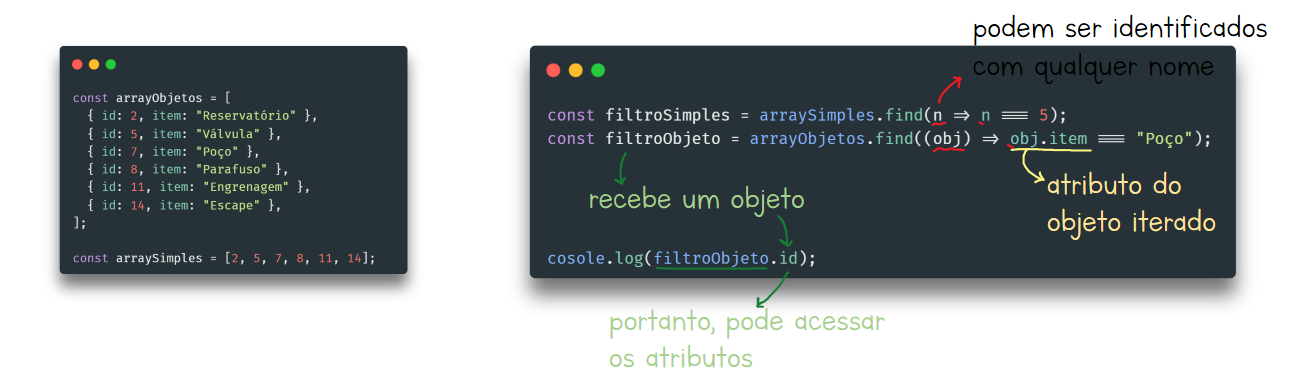 const arrayObjetos = [
{ id: 2, item: "Reservatório" },
{ id: 5, item: "Válvula" },
{ id: 7, item: "Poço" },
{ id: 8, item: "Parafuso" },
{ id: 11, item: "Engrenagem" },
{ id: 14, item: "Escape" },
];
const arraySimples = [2, 5, 7, 8, 11, 14];
podem ser identificados
com qualquer nome
const filtroSimples = arraySimples.find(n => n === 5);
const filtroObjeto = arrayObjetos.find((obj) => obj.item === "Poço");
recebe um objeto
atributo do
objeto iterado
cosole.log(filtroObjeto.id);
portanto, pode acessar
os atributos